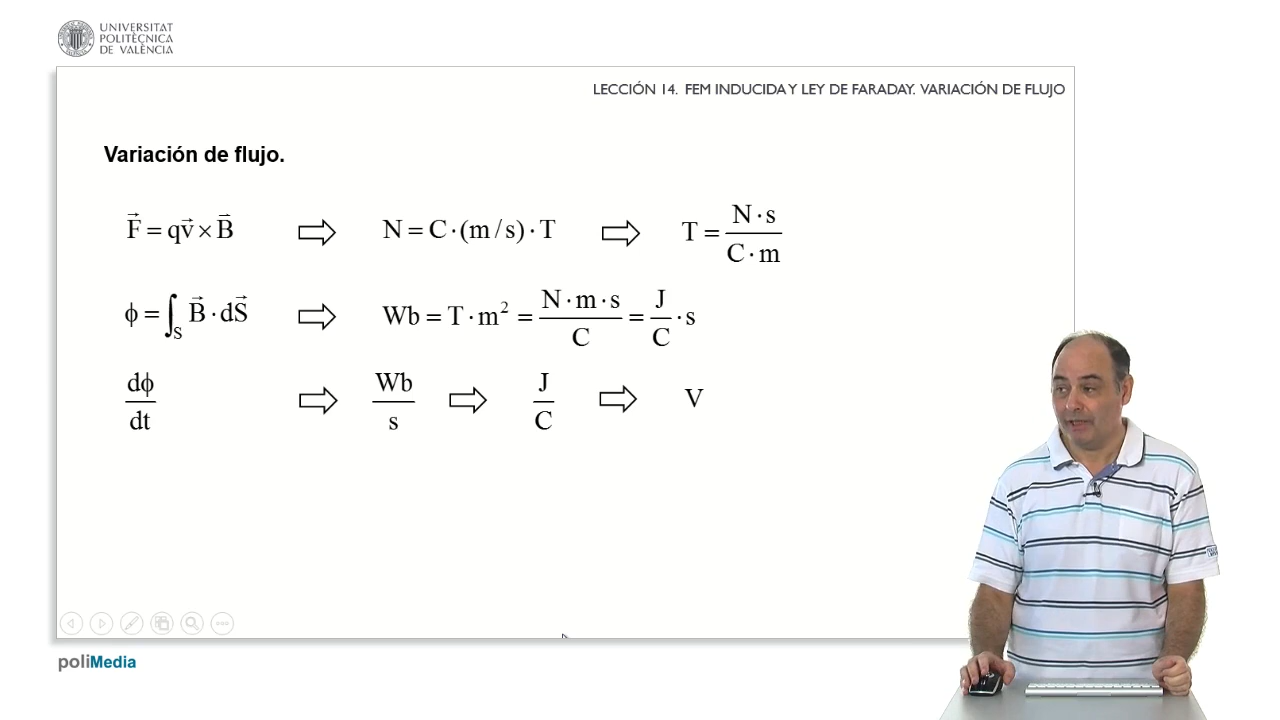 UNIVERSITAT
POLITÈCNICA
DE VALÈNCIA
LECCIÓN 14. FEM INDUCIDA Y LEY DE FARADAY. VARIACIÓN DE FLUJO
Variación de flujo.
F⃗ = qv⃗ × B⃗ ⇨ N = C · (m / s) · T ⇨ T = N · s / C · m
ϕ = ∫S B⃗ · dS⃗ ⇨ Wb = T · m² = N · m · s / C = J / C · s
dϕ / dt ⇨ Wb / s ⇨ J / C ⇨ V
poliMedia